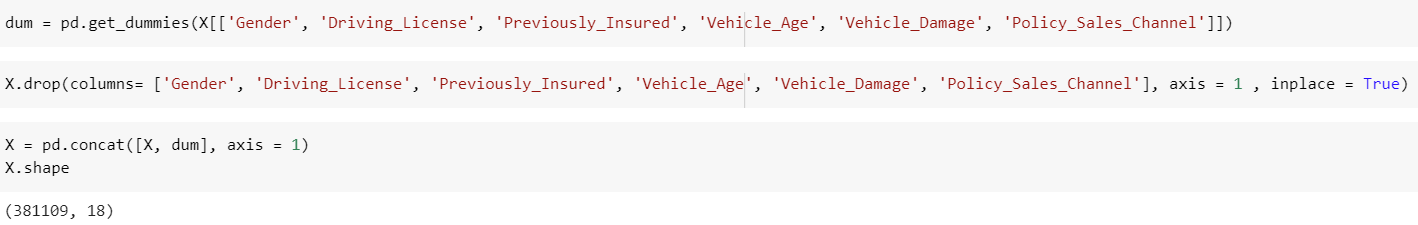 dum = pd.get_dummies(X[['Gender', 'Driving_License', 'Previously_Insured', 'Vehicle_Age', 'Vehicle_Damage', 'Policy_Sales_Channel']])
X.drop(columns= ['Gender', 'Driving_License', 'Previously_Insured', 'Vehicle_Age', 'Vehicle_Damage', 'Policy_Sales_Channel'], axis = 1 , inplace = True)
X = pd.concat([X, dum], axis = 1)
X.shape
(381109, 18)